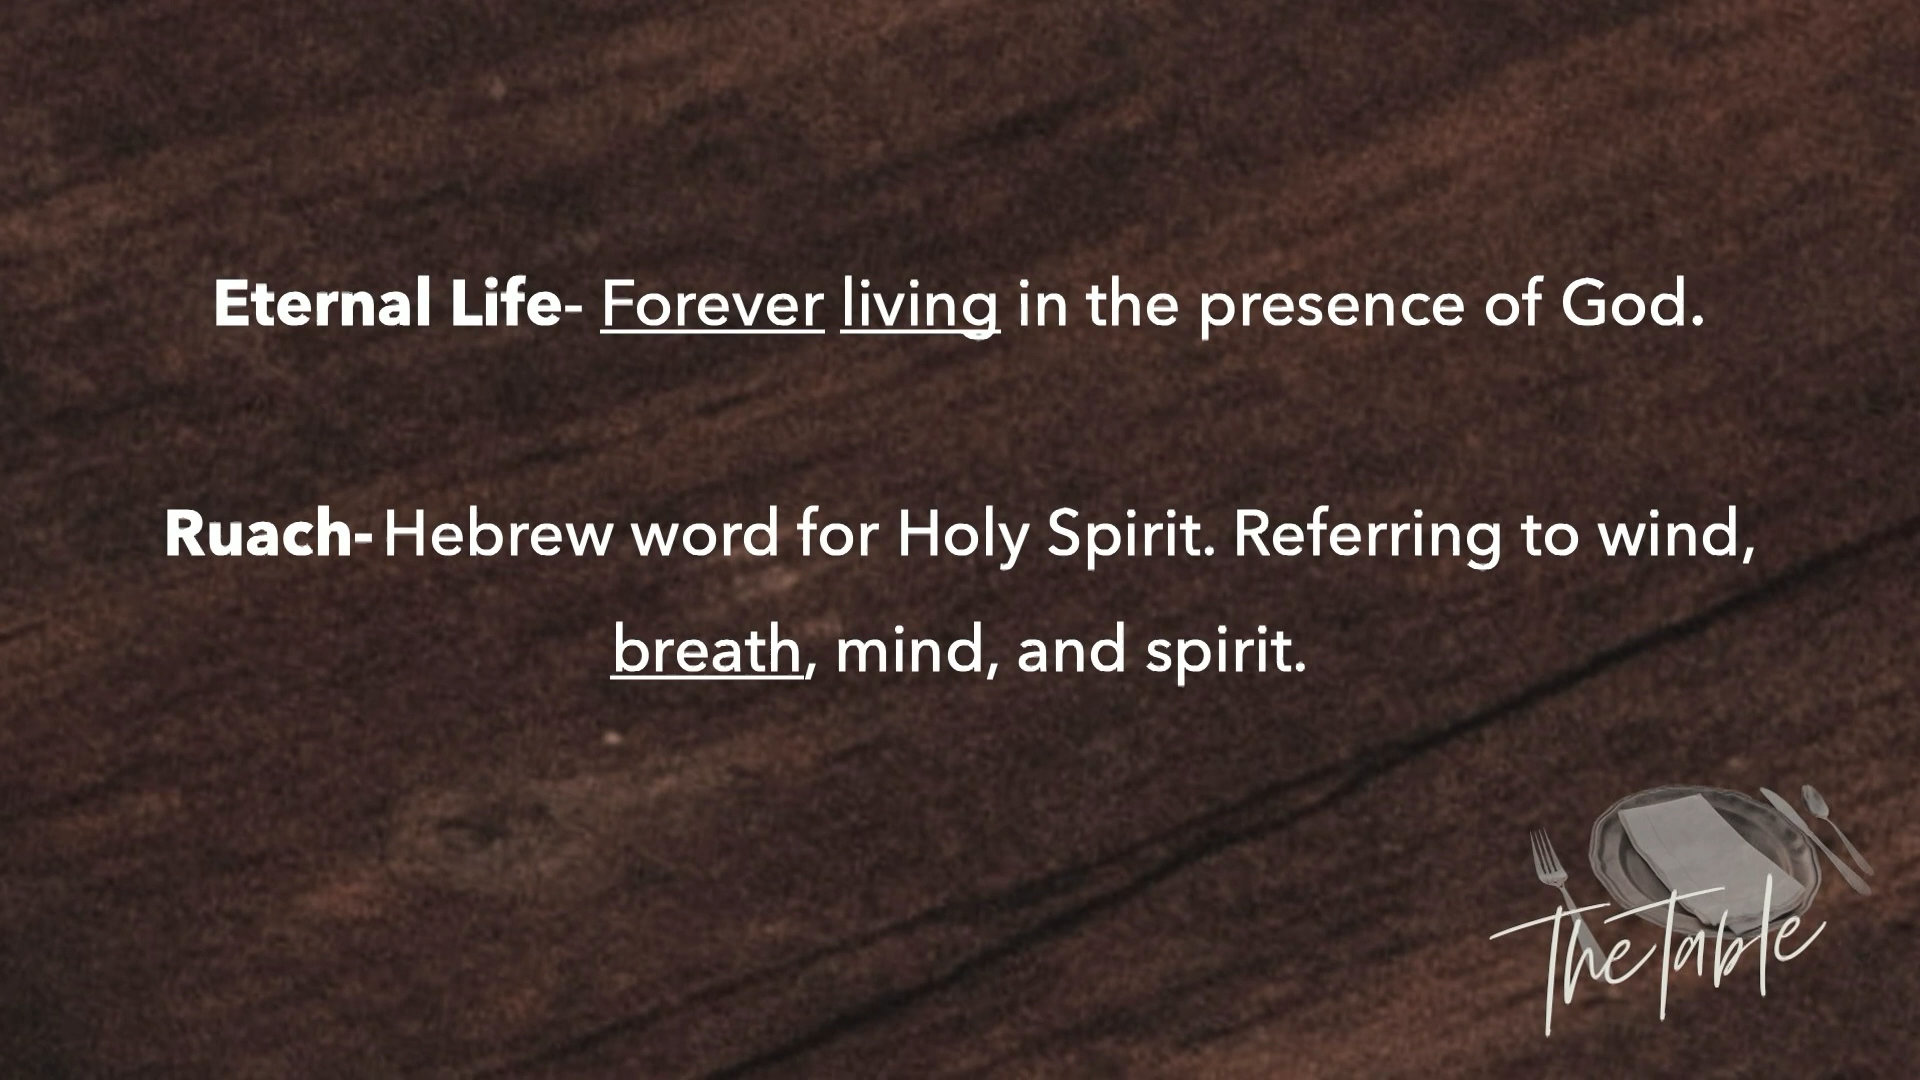 Eternal Life- Forever living in the presence of God.
Ruach- Hebrew word for Holy Spirit. Referring to wind,
breath, mind, and spirit.
The Table